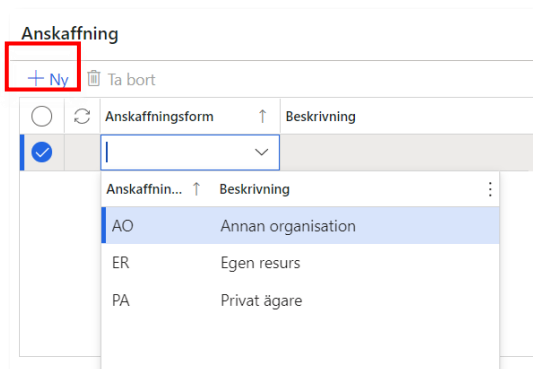 Anskaffning
Ny Ta bort
Anskaffningsform Beskrivning
Anskaffnin... Beskrivning
AO Annan organisation
ER Egen resurs
PA Privat ägare